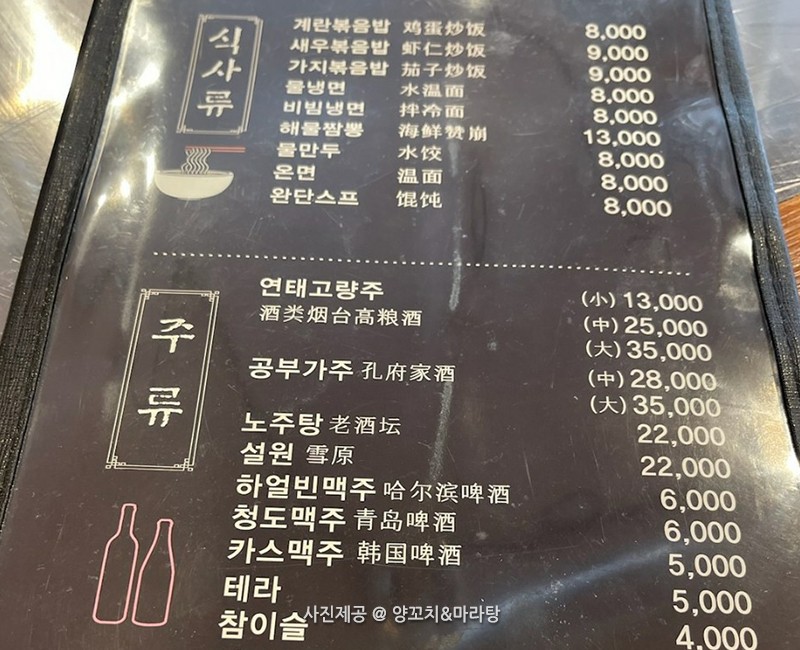 식사류
계란볶음밥 鸡蛋炒饭 8,000
새우볶음밥 虾仁炒饭 9,000
가지볶음밥 茄子炒饭 9,000
물냉면 水温面 8,000
비빔냉면 拌冷面 8,000
해물짬뽕 海鲜赞崩 13,000
물만두 水饺 8,000
온면 温面 8,000
완단스프 馄饨 8,000
주류
연태고량주 (小) 13,000
酒类烟台高粮酒 (中) 25,000
(大) 35,000
공부가주 孔府家酒 (中) 28,000
(大) 35,000
노주탕 老酒坛 22,000
설원 雪原 22,000
하얼빈맥주 哈尔滨啤酒 6,000
청도맥주 青岛啤酒 6,000
카스맥주 韩国啤酒 5,000
테라 5,000
참이슬 4,000
사진제공 @ 양꼬치&마라탕